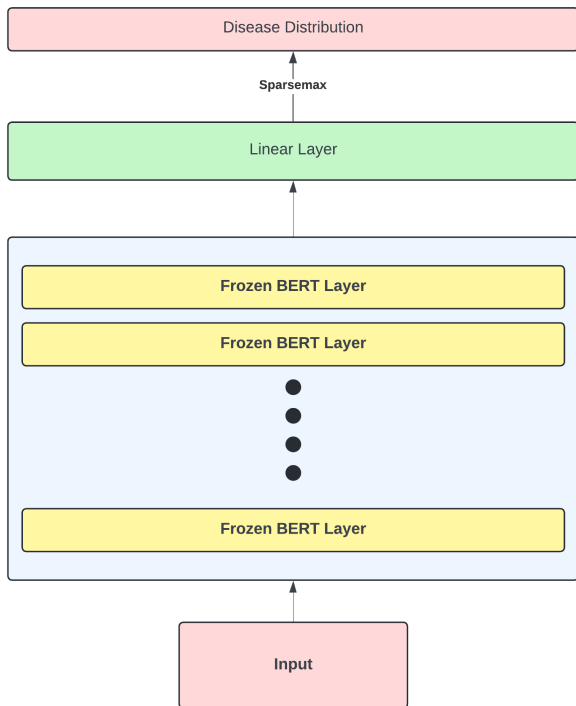 Disease Distribution
Sparsemax
Linear Layer
Frozen BERT Layer
Frozen BERT Layer
Frozen BERT Layer
Input